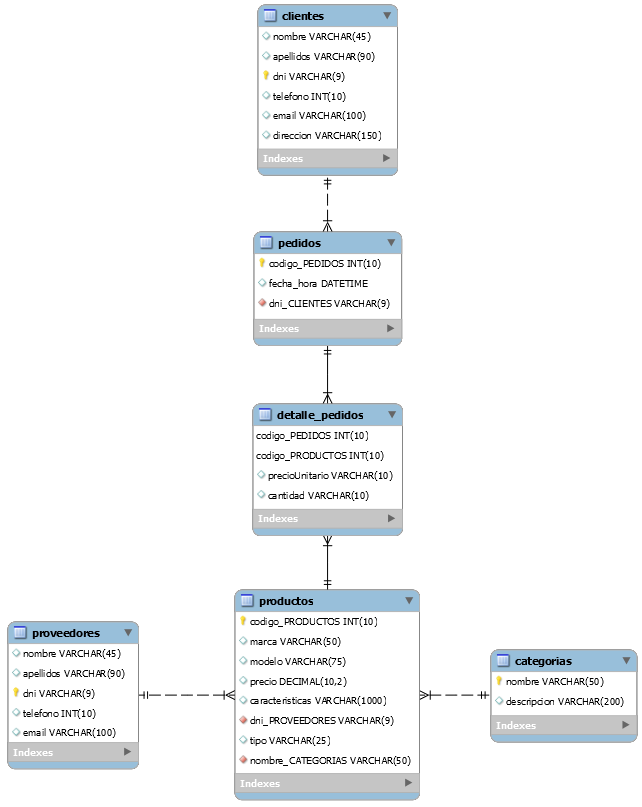 clientes
nombre VARCHAR(45)
apellidos VARCHAR(90)
dni VARCHAR(9)
telefono INT(10)
email VARCHAR(100)
direccion VARCHAR(150)
Indexes
pedidos
codigo_PEDIDOS INT(10)
fecha_hora DATETIME
dni_CLIENTES VARCHAR(9)
Indexes
detalle_pedidos
codigo_PEDIDOS INT(10)
codigo_PRODUCTOS INT(10)
precioUnitario VARCHAR(10)
cantidad VARCHAR(10)
Indexes
proveedores
nombre VARCHAR(45)
apellidos VARCHAR(90)
dni VARCHAR(9)
telefono INT(10)
email VARCHAR(100)
Indexes
productos
codigo_PRODUCTOS INT(10)
marca VARCHAR(50)
modelo VARCHAR(75)
precio DECIMAL(10,2)
caracteristicas VARCHAR(1000)
dni_PROVEEDORES VARCHAR(9)
tipo VARCHAR(25)
nombre_CATEGORIAS VARCHAR(50)
Indexes
categorias
nombre VARCHAR(50)
descripcion VARCHAR(200)
Indexes